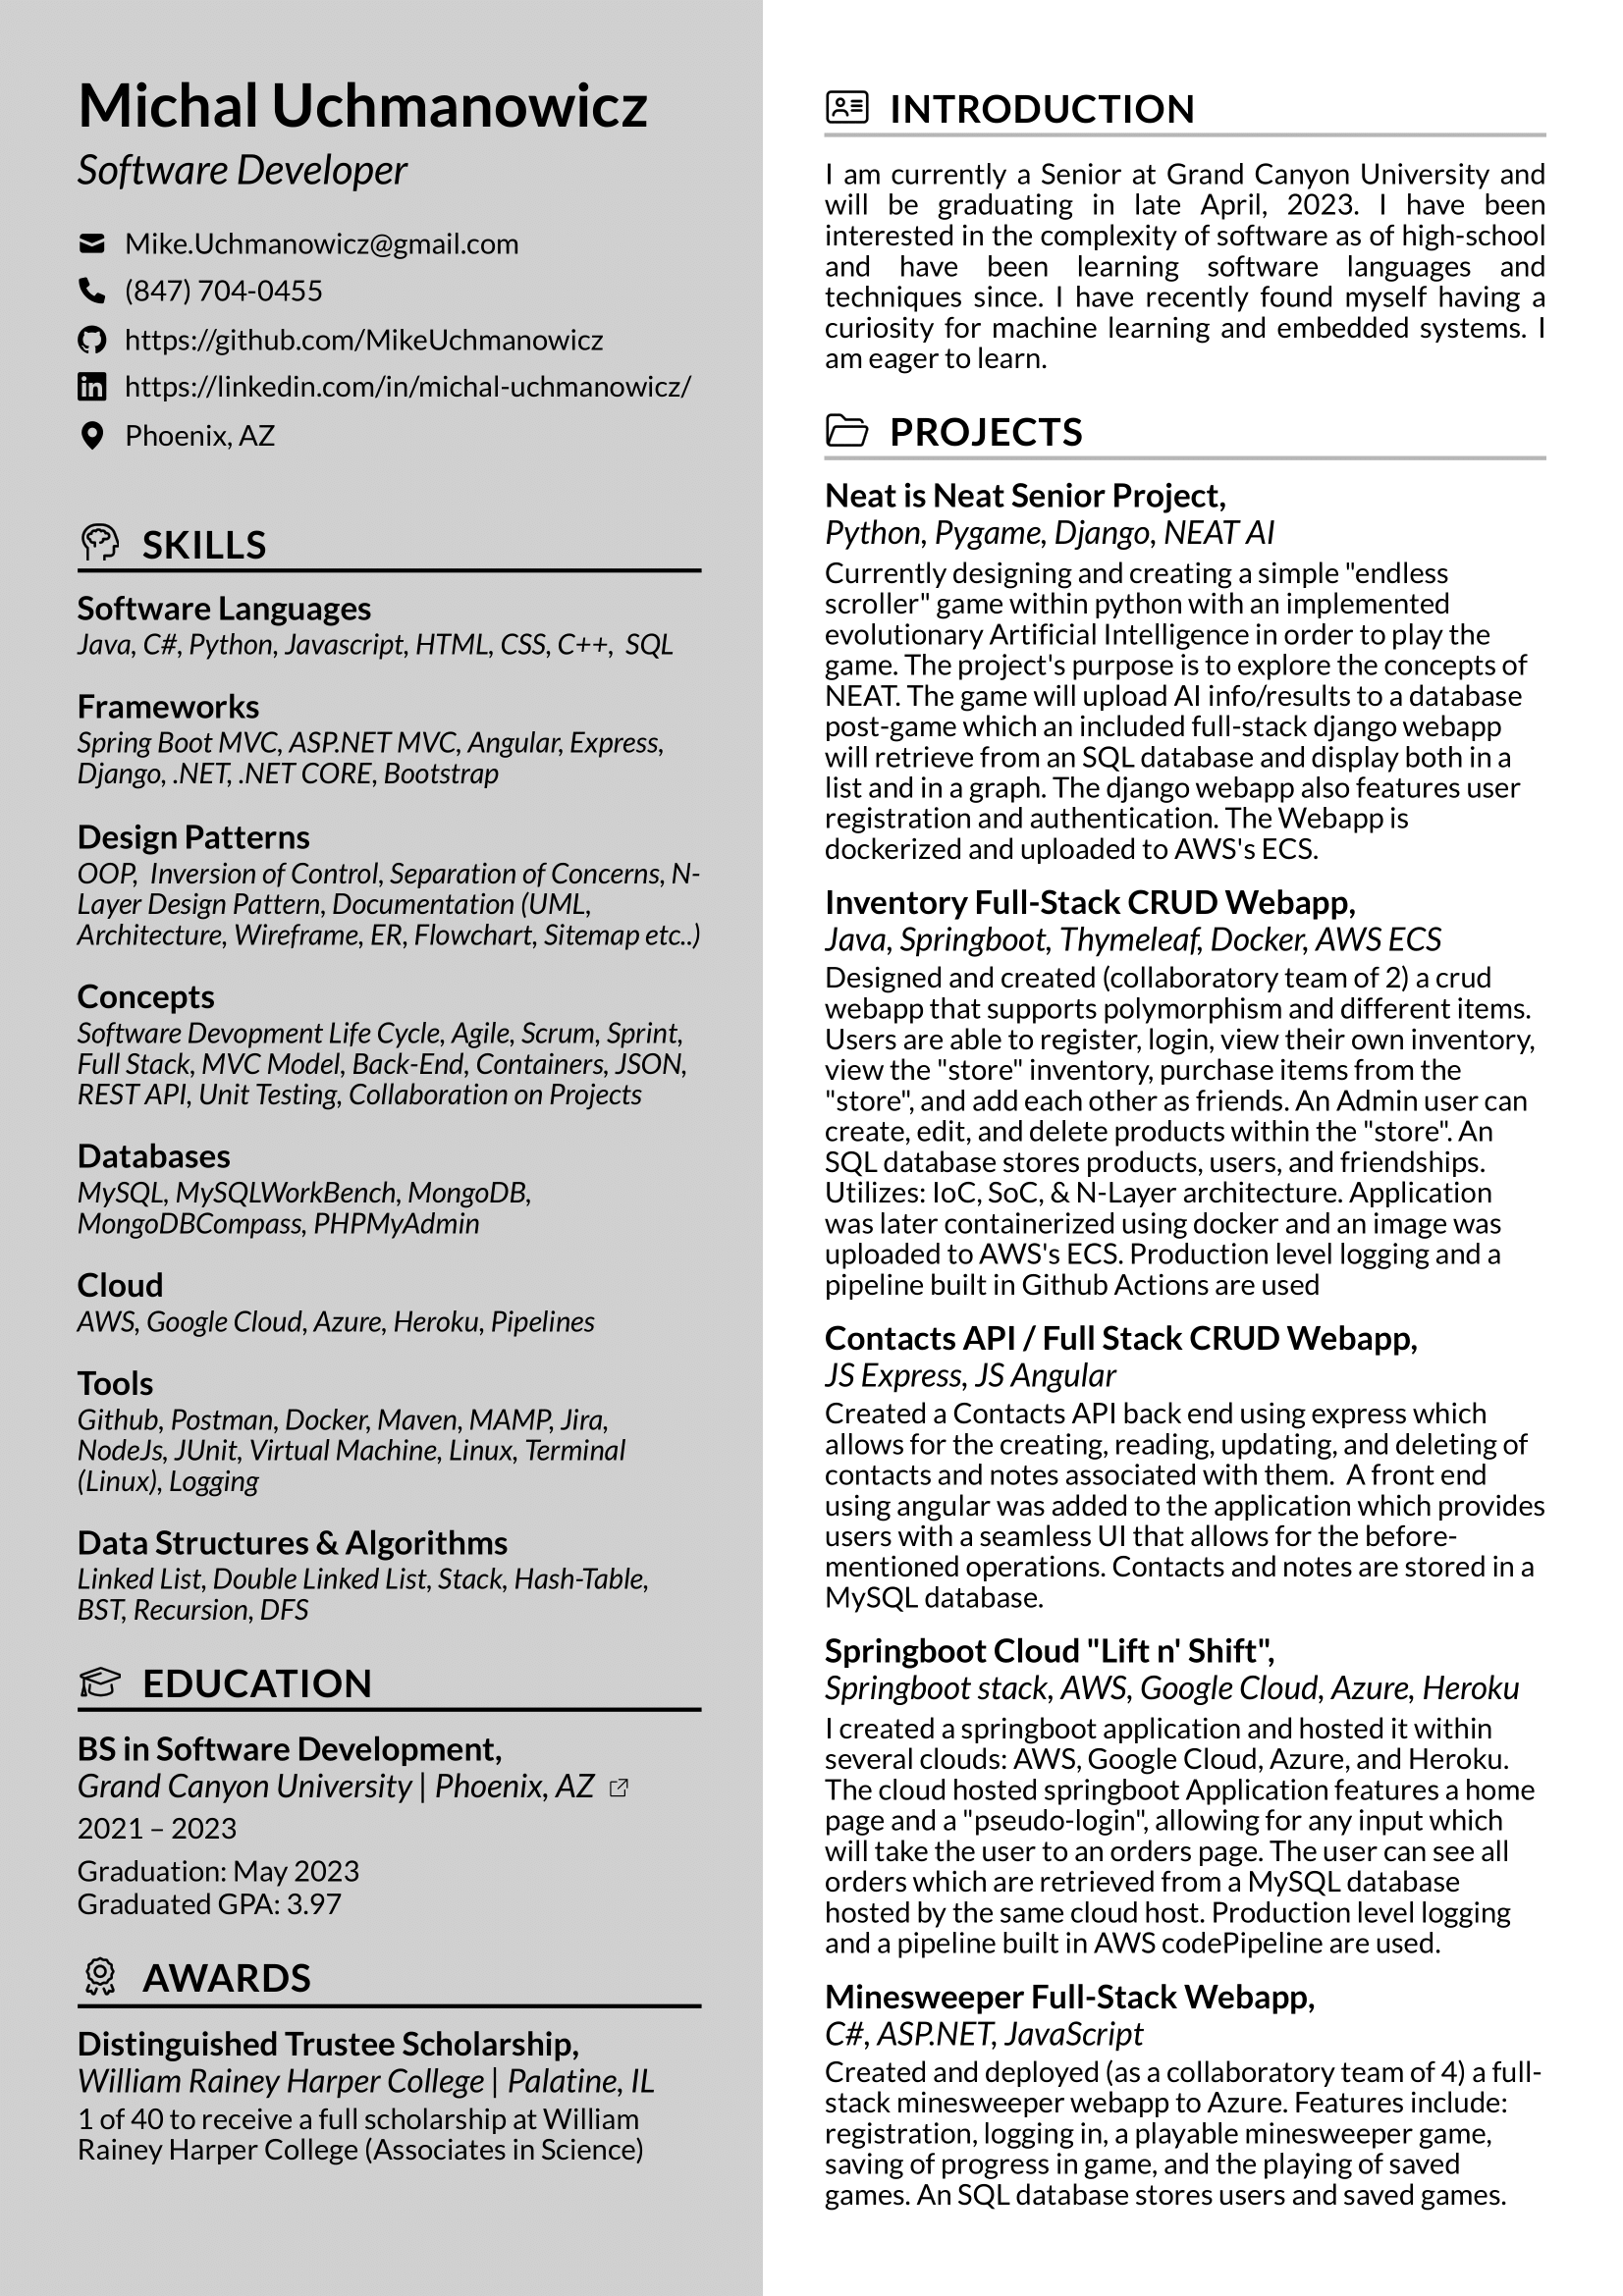 Michal Uchmanowicz
Software Developer
Mike.Uchmanowicz@gmail.com
(847) 704-0455
https://github.com/MikeUchmanowicz
https://linkedin.com/in/michal-uchmanowicz/
Phoenix, AZ
SKILLS
Software Languages
Java, C#, Python, Javascript, HTML, CSS, C++,  SQL
Frameworks
Spring Boot MVC, ASP.NET MVC, Angular, Express,
Django, .NET, .NET CORE, Bootstrap
Design Patterns
OOP,  Inversion of Control, Separation of Concerns, N-
Layer Design Pattern, Documentation (UML,
Architecture, Wireframe, ER, Flowchart, Sitemap etc..)
Concepts
Software Devopment Life Cycle, Agile, Scrum, Sprint,
Full Stack, MVC Model, Back-End, Containers, JSON,
REST API, Unit Testing, Collaboration on Projects
Databases
MySQL, MySQLWorkBench, MongoDB,
MongoDBCompass, PHPMyAdmin
Cloud
AWS, Google Cloud, Azure, Heroku, Pipelines
Tools
Github, Postman, Docker, Maven, MAMP, Jira,
NodeJs, JUnit, Virtual Machine, Linux, Terminal
(Linux), Logging
Data Structures & Algorithms
Linked List, Double Linked List, Stack, Hash-Table,
BST, Recursion, DFS
EDUCATION
BS in Software Development,
Grand Canyon University | Phoenix, AZ
2021 – 2023
Graduation: May 2023
Graduated GPA: 3.97
AWARDS
Distinguished Trustee Scholarship,
William Rainey Harper College | Palatine, IL
1 of 40 to receive a full scholarship at William
Rainey Harper College (Associates in Science)
INTRODUCTION
I am currently a Senior at Grand Canyon University and
will be graduating in late April, 2023. I have been
interested in the complexity of software as of high-school
and have been learning software languages and
techniques since. I have recently found myself having a
curiosity for machine learning and embedded systems. I
am eager to learn.
PROJECTS
Neat is Neat Senior Project,
Python, Pygame, Django, NEAT AI
Currently designing and creating a simple "endless
scroller" game within python with an implemented
evolutionary Artificial Intelligence in order to play the
game. The project's purpose is to explore the concepts of
NEAT. The game will upload AI info/results to a database
post-game which an included full-stack django webapp
will retrieve from an SQL database and display both in a
list and in a graph. The django webapp also features user
registration and authentication. The Webapp is
dockerized and uploaded to AWS's ECS.
Inventory Full-Stack CRUD Webapp,
Java, Springboot, Thymeleaf, Docker, AWS ECS
Designed and created (collaboratory team of 2) a crud
webapp that supports polymorphism and different items.
Users are able to register, login, view their own inventory,
view the "store" inventory, purchase items from the
"store", and add each other as friends. An Admin user can
create, edit, and delete products within the "store". An
SQL database stores products, users, and friendships.
Utilizes: IoC, SoC, & N-Layer architecture. Application
was later containerized using docker and an image was
uploaded to AWS's ECS. Production level logging and a
pipeline built in Github Actions are used
Contacts API / Full Stack CRUD Webapp,
JS Express, JS Angular
Created a Contacts API back end using express which
allows for the creating, reading, updating, and deleting of
contacts and notes associated with them.  A front end
using angular was added to the application which provides
users with a seamless UI that allows for the before-
mentioned operations. Contacts and notes are stored in a
MySQL database.
Springboot Cloud "Lift n' Shift",
Springboot stack, AWS, Google Cloud, Azure, Heroku
I created a springboot application and hosted it within
several clouds: AWS, Google Cloud, Azure, and Heroku.
The cloud hosted springboot Application features a home
page and a "pseudo-login", allowing for any input which
will take the user to an orders page. The user can see all
orders which are retrieved from a MySQL database
hosted by the same cloud host. Production level logging
and a pipeline built in AWS codePipeline are used.
Minesweeper Full-Stack Webapp,
C#, ASP.NET, JavaScript
Created and deployed (as a collaboratory team of 4) a full-
stack minesweeper webapp to Azure. Features include:
registration, logging in, a playable minesweeper game,
saving of progress in game, and the playing of saved
games. An SQL database stores users and saved games.